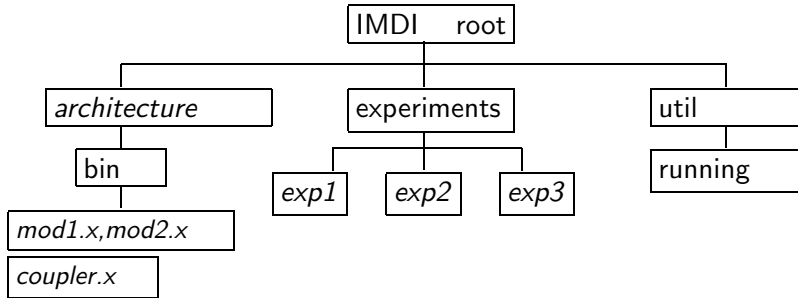 IMDI root
architecture
experiments
util
bin
running
exp1
exp2
exp3
mod1.x,mod2.x
coupler.x